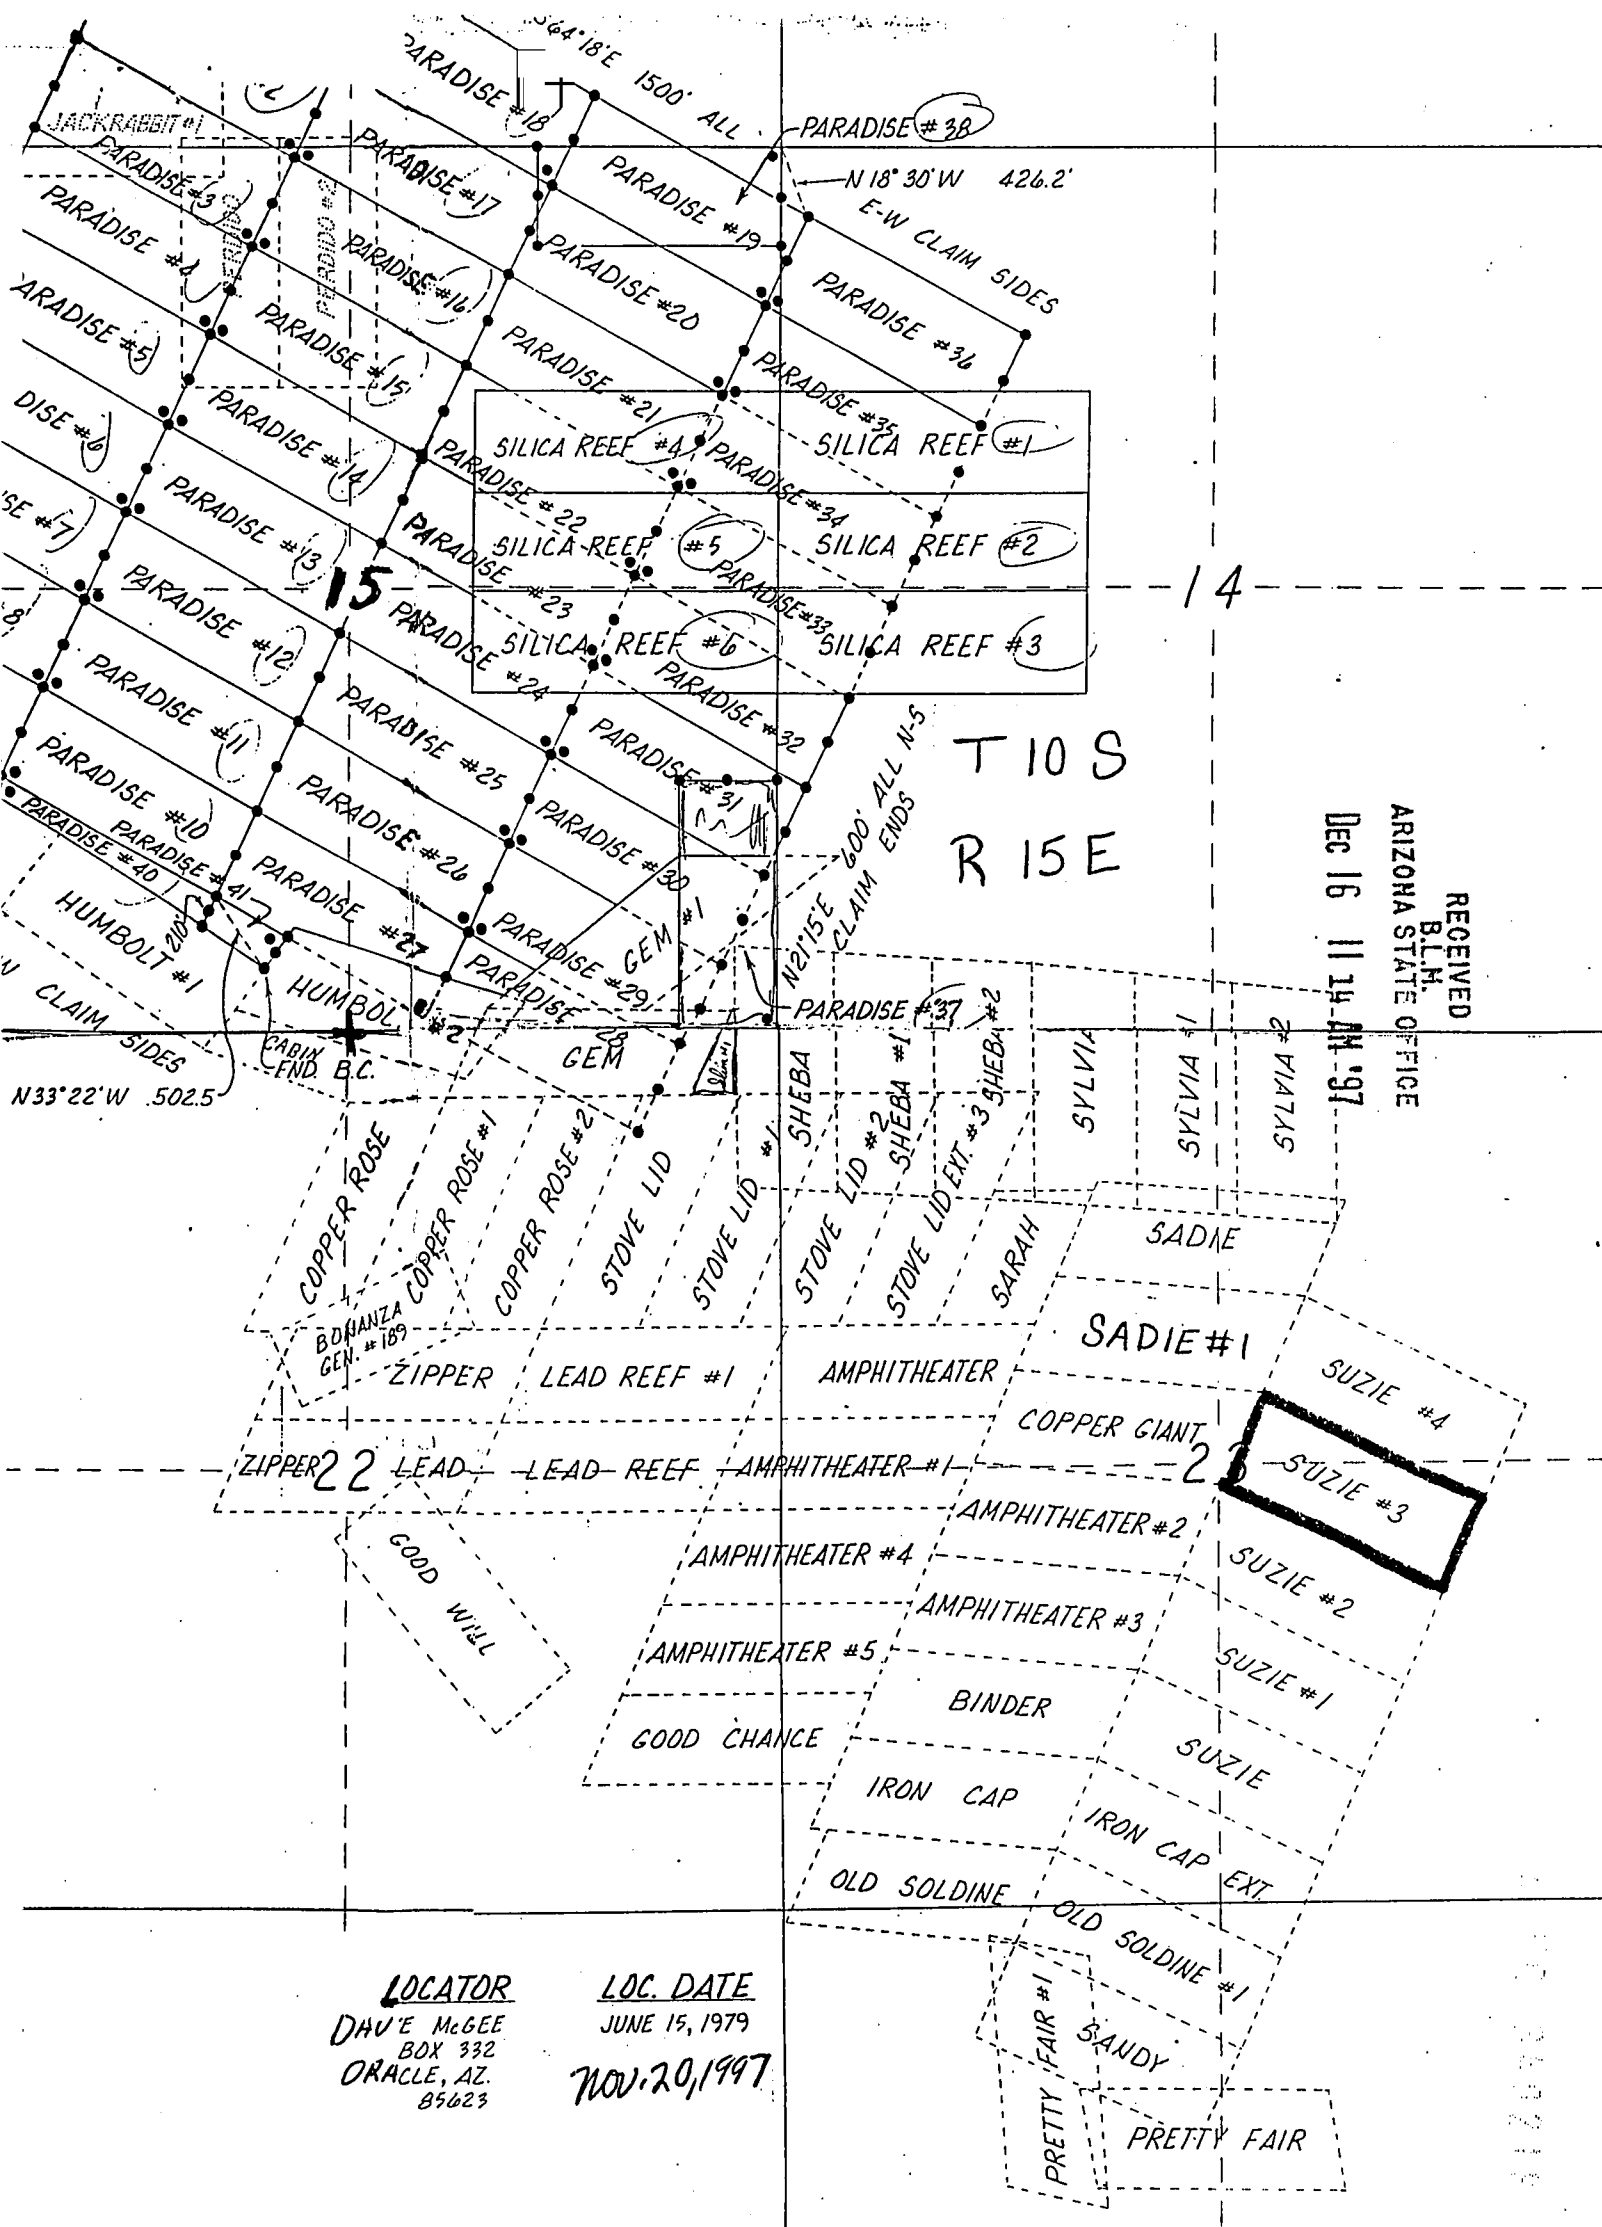 S64°18'E 1500' ALL
E-W CLAIM SIDES
PARADISE #18
PARADISE #38
N 18° 30' W 426.2'
JACKRABBIT #1
#2
PARADISE #3
PARADISE #17
PARADISE #19
PARADISE #4
PERDIDO
PERDIDO #2
PARADISE #16
PARADISE #20
PARADISE #36
ARADISE #5
PARADISE #15
PARADISE #21
PARADISE #35
DISE #6
PARADISE #14
SILICA REEF #4
SILICA REEF #1
PARADISE #22
PARADISE #34
SE #7
PARADISE #13
PARADISE #23
SILICA REEF #5
SILICA REEF #2
PARADISE #33
15
14
8
PARADISE #12
PARADISE #24
SILICA REEF #6
SILICA REEF #3
PARADISE #11
PARADISE #25
PARADISE #32
T 10 S
R 15 E
PARADISE #10
PARADISE #26
PARADISE #31
PARADISE #40
PARADISE #41
PARADISE #27
PARADISE #30
N21°15'E 600' ALL N-S
CLAIM ENDS
RECEIVED
B.L.M.
ARIZONA STATE OFFICE
DEC 16 11 14 AM '97
HUMBOLT #1
210'
PARADISE #29
GEM #1
PARADISE 28
PARADISE #37
CLAIM SIDES
HUMBOL #2
GEM
CABIN
END. B.C.
N33°22'W 502.5
SHEBA
SHEBA #1
SHEBA #2
SYLVIA
SYLVIA #1
SYLVIA #2
COPPER ROSE
COPPER ROSE #1
COPPER ROSE #2
STOVE LID
STOVE LID #1
STOVE LID #2
STOVE LID EXT. #3
SARAH
SADIE
BONANZA
GEN. #189
ZIPPER
LEAD REEF #1
AMPHITHEATER
SADIE #1
SUZIE #4
COPPER GIANT
ZIPPER
22
LEAD
LEAD REEF
AMPHITHEATER #1
23
SUZIE #3
GOOD WILL
AMPHITHEATER #4
AMPHITHEATER #2
SUZIE #2
AMPHITHEATER #5
AMPHITHEATER #3
SUZIE #1
GOOD CHANCE
BINDER
SUZIE
IRON CAP
IRON CAP EXT.
OLD SOLDINE
OLD SOLDINE #1
PRETTY FAIR #1
SANDY
PRETTY FAIR
LOCATOR
DAVE McGEE
BOX 332
ORACLE, AZ.
85623
LOC. DATE
JUNE 15, 1979
NOV. 20, 1997